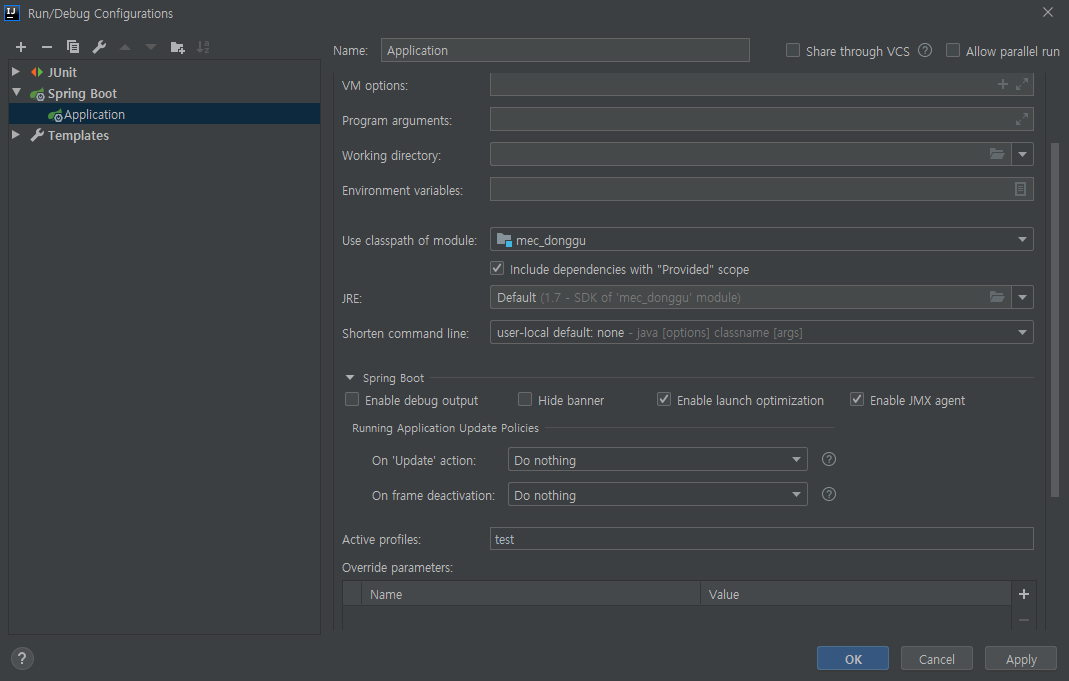 IJ Run/Debug Configurations
Name: Application Share through VCS ? Allow parallel run
JUnit
Spring Boot
Application
Templates
VM options:
Program arguments:
Working directory:
Environment variables:
Use classpath of module: mec_donggu
Include dependencies with "Provided" scope
JRE: Default (1.7 - SDK of 'mec_donggu' module)
Shorten command line: user-local default: none - java [options] classname [args]
Spring Boot
Enable debug output Hide banner Enable launch optimization Enable JMX agent
Running Application Update Policies
On 'Update' action: Do nothing ?
On frame deactivation: Do nothing ?
Active profiles: test
Override parameters:
Name Value
? OK Cancel Apply